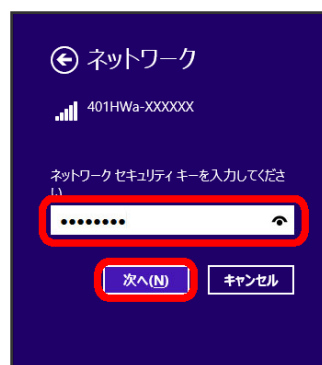 ネットワーク
401HWa-XXXXXX
ネットワーク セキュリティ キーを入力してくださ
い
••••••••
次へ(N)
キャンセル